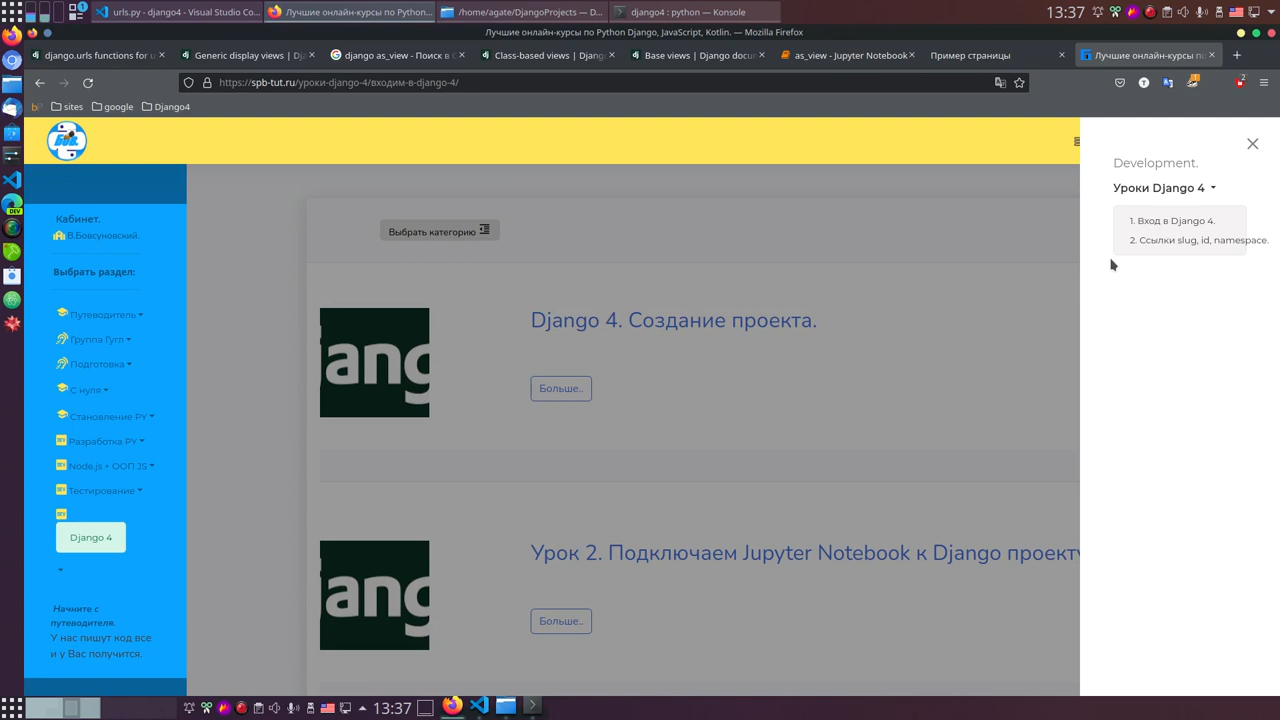 urls.py - django4 - Visual Studio Co...
Лучшие онлайн-курсы по Python...
/home/agate/DjangoProjects — D...
django4 : python — Konsole
13:37
Лучшие онлайн-курсы по Python Django, JavaScript, Kotlin. — Mozilla Firefox
django.urls functions for u
Generic display views | Dj
django as_view - Поиск в G
Class-based views | Djang
Base views | Django docum
as_view - Jupyter Notebook
Пример страницы
Лучшие онлайн-курсы по
https://spb-tut.ru/уроки-django-4/входим-в-django-4/
2
sites
google
Django4
Бов.
Development.
Уроки Django 4
1. Вход в Django 4.
2. Ссылки slug, id, namespace.
Кабинет.
В.Бовсуновский.
Выбрать раздел:
Путеводитель
Группа Гугл
Подготовка
С нуля
Становление PY
Разработка PY
Node.js + ООП JS
Тестирование
Django 4
Начните с
путеводителя.
У нас пишут код все
и у Вас получится.
Выбрать категорию
ang
Django 4. Создание проекта.
Больше..
ang
Урок 2. Подключаем Jupyter Notebook к Django проекту
Больше..
13:37